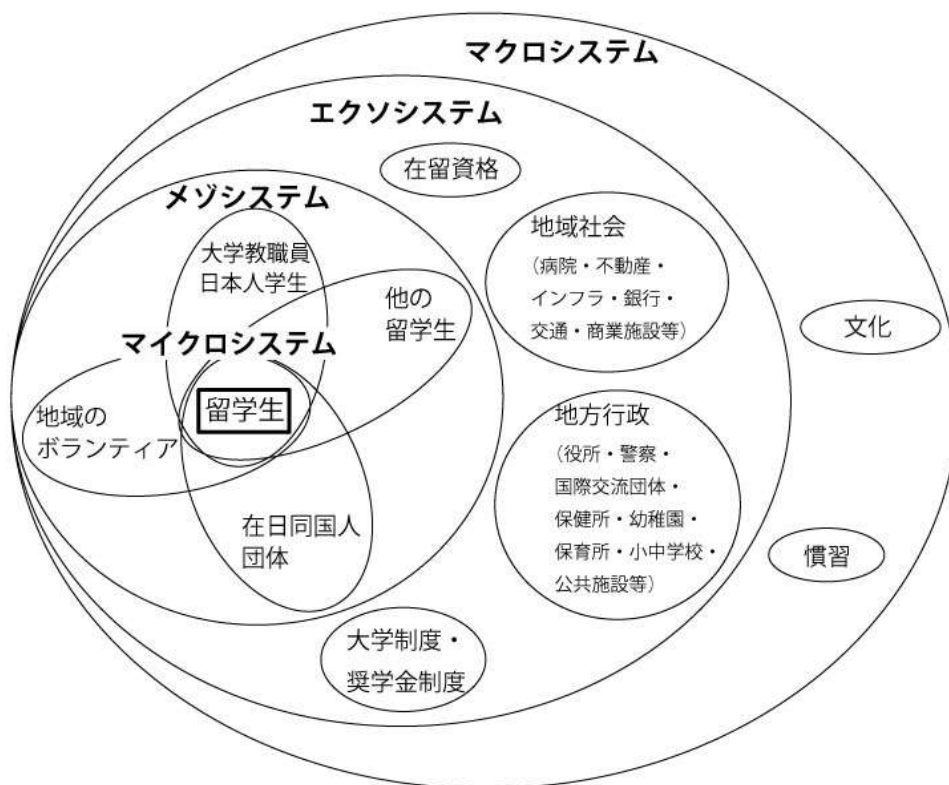 マクロシステム
エクソシステム
在留資格
メゾシステム
大学教職員
日本人学生
他の
留学生
マイクロシステム
留学生
地域の
ボランティア
在日同国人
団体
地域社会
（病院・不動産・
インフラ・銀行・
交通・商業施設等）
文化
地方行政
（役所・警察・
国際交流団体・
保健所・幼稚園・
保育所・小中学校・
公共施設等）
慣習
大学制度・
奨学金制度